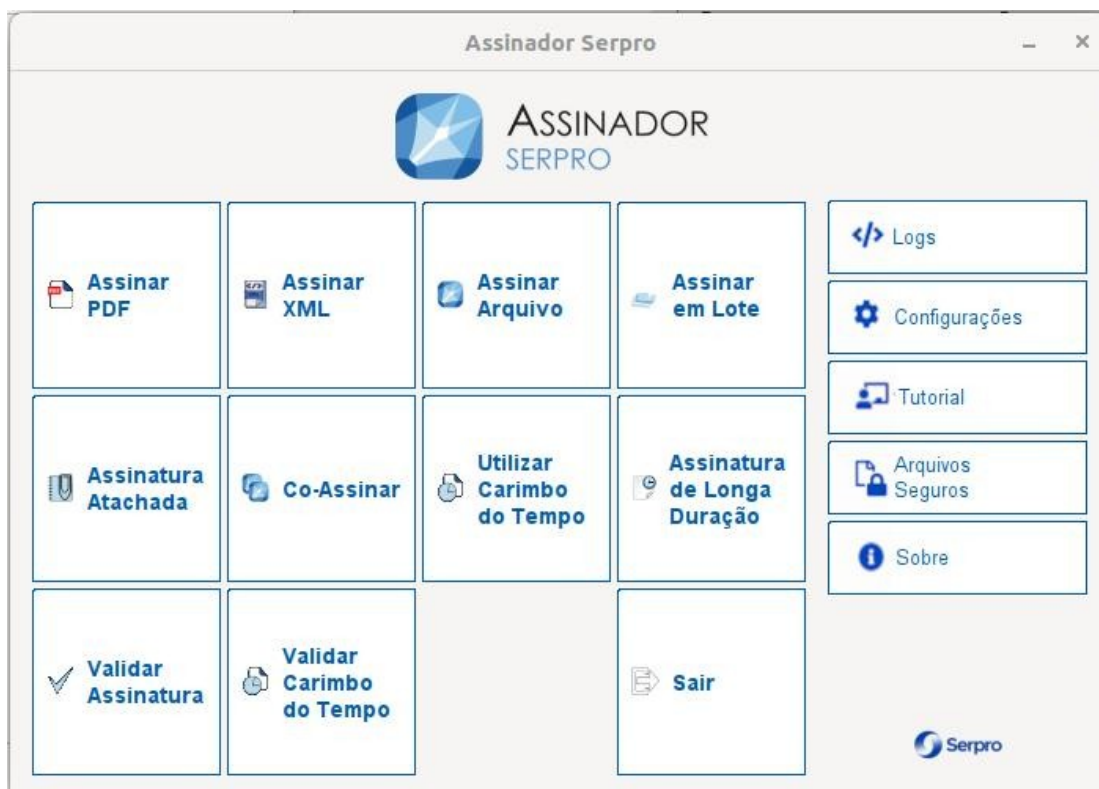 Assinador Serpro
ASSINADOR
SERPRO
Assinar
PDF
Assinar
XML
Assinar
Arquivo
Assinar
em Lote
Assinatura
Atachada
Co-Assinar
Utilizar
Carimbo
do Tempo
Assinatura
de Longa
Duração
Validar
Assinatura
Validar
Carimbo
do Tempo
Sair
</> Logs
Configurações
Tutorial
Arquivos
Seguros
Sobre
Serpro